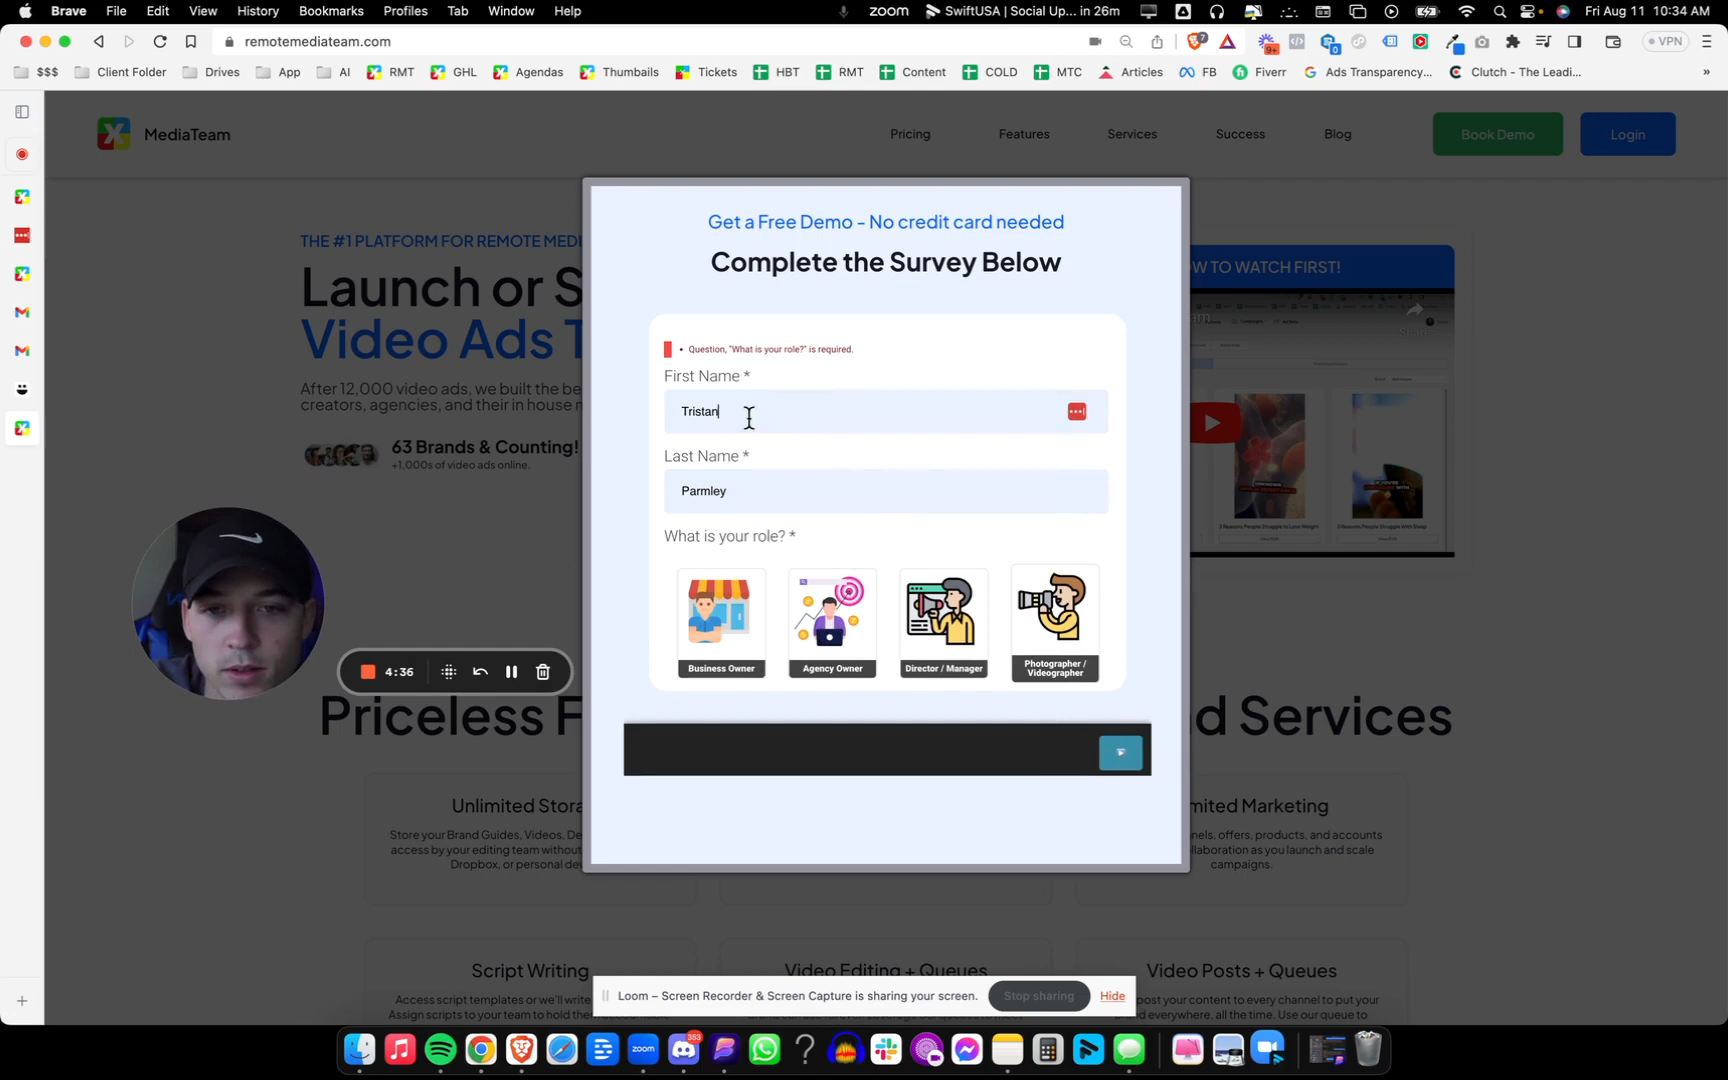 Brave File Edit View History Bookmarks Profiles Tab Window Help
zoom SwiftUSA | Social Up... in 26m Fri Aug 11 10:34 AM
remotemediateam.com
7 9+ 0 VPN
$$$ Client Folder Drives App AI RMT GHL Agendas Thumbails Tickets HBT RMT Content COLD MTC Articles FB Fiverr Ads Transparency... Clutch - The Leadi... »
MediaTeam
Pricing Features Services Success Blog Book Demo Login
THE #1 PLATFORM FOR REMOTE MEDI
Launch or S
Video Ads T
After 12,000 video ads, we built the be
creators, agencies, and their in house
63 Brands & Counting!
+1,000s of video ads online.
OW TO WATCH FIRST!
Get a Free Demo - No credit card needed
Complete the Survey Below
• Question, "What is your role?" is required.
First Name *
Tristan
Last Name *
Parmley
What is your role? *
Business Owner
Agency Owner
Director / Manager
Photographer /
Videographer
4:36
Priceless F
d Services
Unlimited Stora
Store your Brand Guides, Videos, De
access by your editing team withou
Dropbox, or personal de
mited Marketing
nels, offers, products, and accounts
llaboration as you launch and scale
campaigns.
Script Writing
Access script templates or we'll write
Assign scripts to your team to hold them
Video Editing + Queues
Video Posts + Queues
post your content to every channel to put your
and everywhere, all the time. Use our queue to
Loom – Screen Recorder & Screen Capture is sharing your screen. Stop sharing Hide
zoom
353